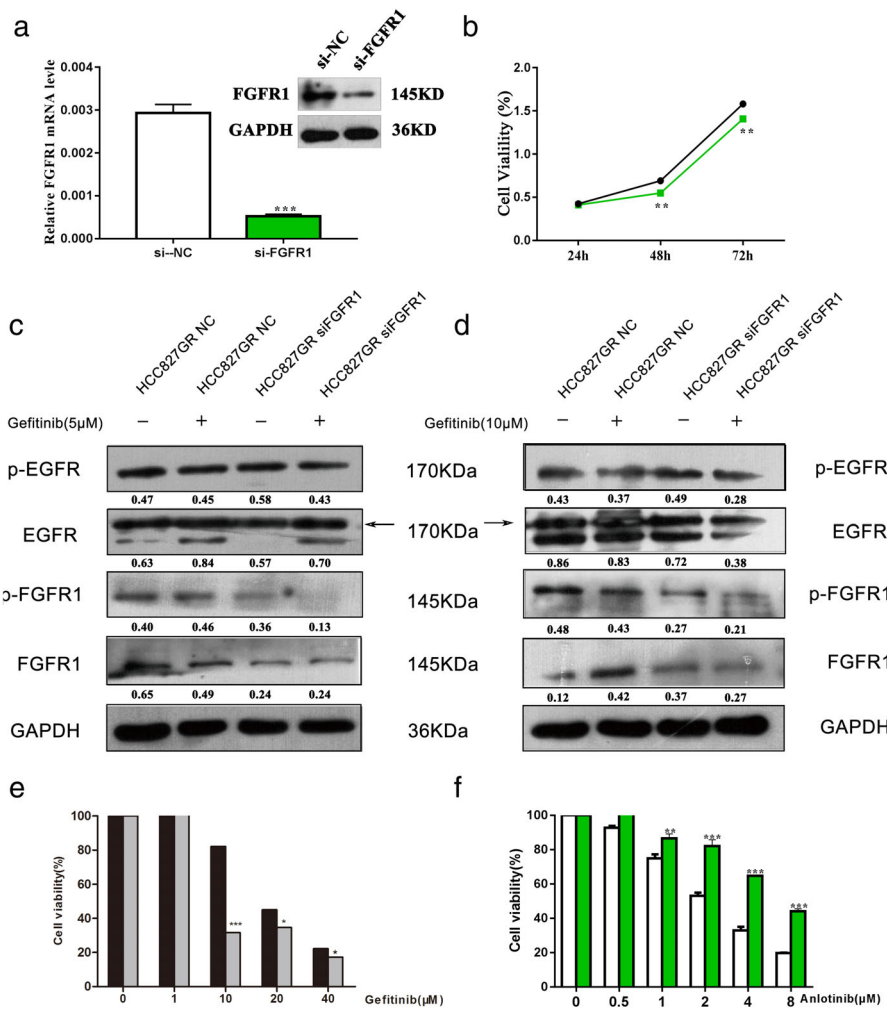 a
si-NC
si-FGFR1
FGFR1
145KD
GAPDH
36KD
Relative FGFR1 mRNA levle
0.004
0.003
0.002
0.001
0.000
***
si--NC
si-FGFR1
b
Cell Vialility (%)
2.0
1.5
1.0
0.5
0.0
**
**
24h
48h
72h
c
HCC827GR NC
HCC827GR NC
HCC827GR siFGFR1
HCC827GR siFGFR1
Gefitinib(5μM)
− + − +
p-EGFR
170KDa
0.47 0.45 0.58 0.43
EGFR
170KDa
0.63 0.84 0.57 0.70
p-FGFR1
145KDa
0.40 0.46 0.36 0.13
FGFR1
145KDa
0.65 0.49 0.24 0.24
GAPDH
36KDa
d
HCC827GR NC
HCC827GR NC
HCC827GR siFGFR1
HCC827GR siFGFR1
Gefitinib(10μM)
− + − +
p-EGFR
0.43 0.37 0.49 0.28
EGFR
0.86 0.83 0.72 0.38
p-FGFR1
0.48 0.43 0.27 0.21
FGFR1
0.12 0.42 0.37 0.27
GAPDH
e
Cell viability(%)
100
80
60
40
20
0
***
*
*
0 1 10 20 40 Gefitinib(μM)
f
Cell viability(%)
100
80
60
40
20
0
**
***
***
***
0 0.5 1 2 4 8 Anlotinib(μM)